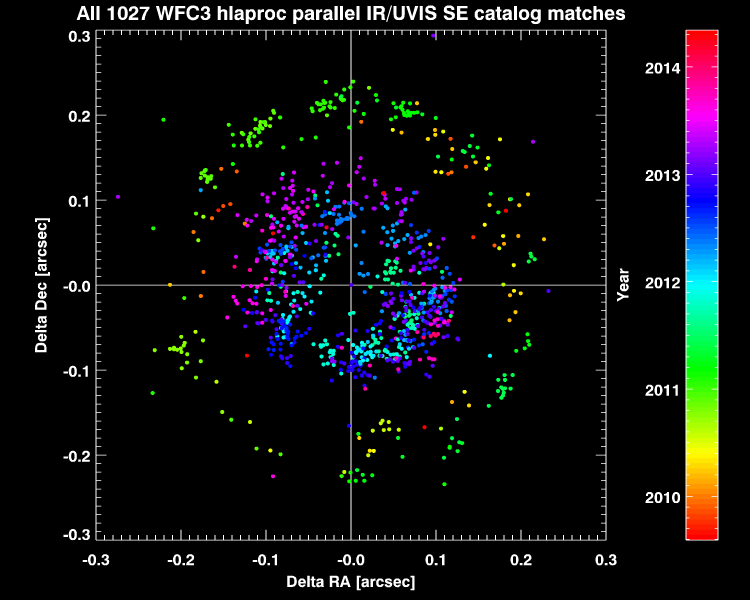 All 1027 WFC3 hlaproc parallel IR/UVIS SE catalog matches
0.3
0.2
0.1
-0.0
-0.1
-0.2
-0.3
Delta Dec [arcsec]
-0.3 -0.2 -0.1 -0.0 0.1 0.2 0.3
Delta RA [arcsec]
Year
2014
2013
2012
2011
2010